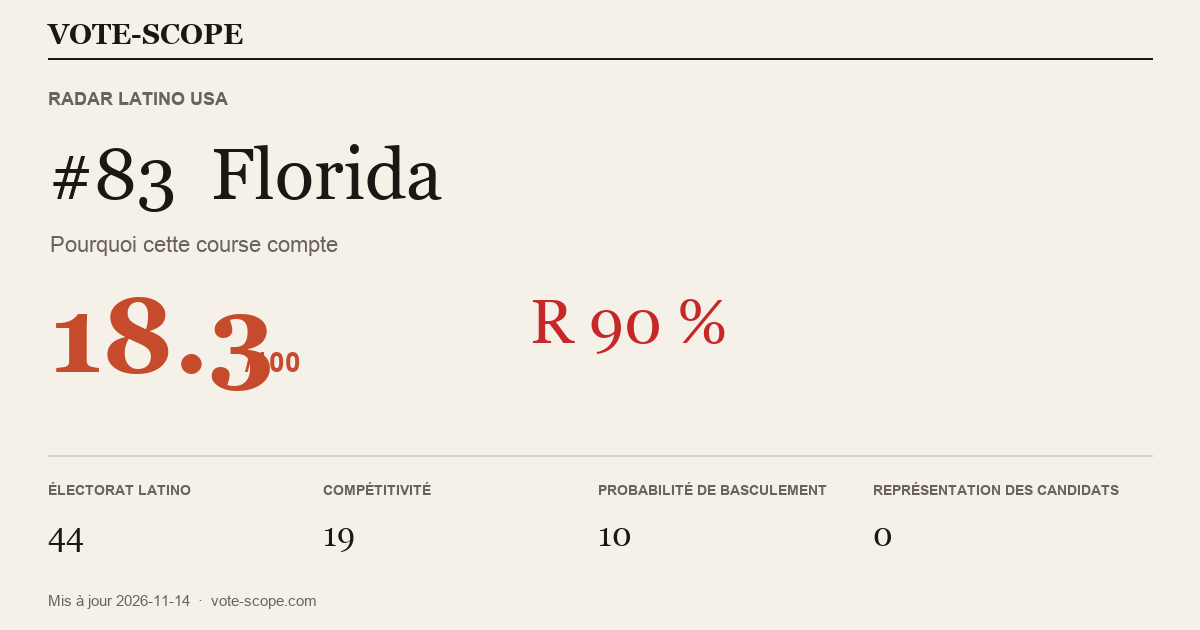 VOTE-SCOPE
RADAR LATINO USA
#83 Florida
Pourquoi cette course compte
18.3 /100 R 90 %
ÉLECTORAT LATINO COMPÉTITIVITÉ PROBABILITÉ DE BASCULEMENT REPRÉSENTATION DES CANDIDATS
44 19 10 0
Mis à jour 2026-11-14 · vote-scope.com